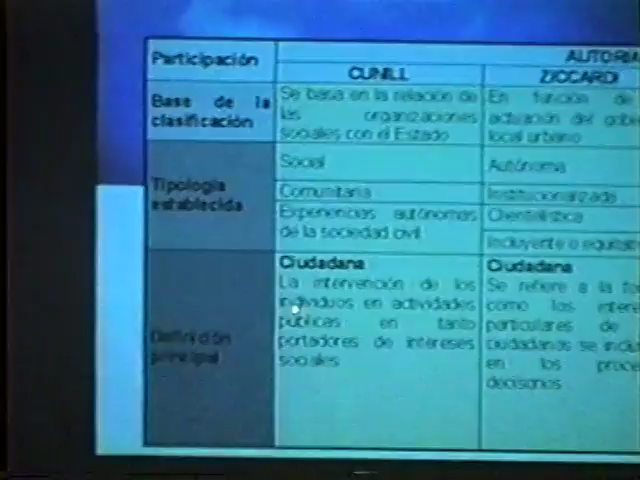 Participación
AUTORIA
CUNILL
ZICCARDI
Base de la
clasificación
Se basa en la relación de
las organizaciones
sociales con el Estado
En función de
actuación del gobie
local urbano
Tipología
establecida
Social
Autónoma
Comunitaria
Institucionalizada
Experiencias autónomas
de la sociedad civil
Clientelística
Incluyente o equitati
Definición
principal
Ciudadana
La intervención de los
individuos en actividades
públicas en tanto
portadores de intereses
sociales
Ciudadana
Se refiere a la fo
como los intere
particulares de
ciudadanos se inclu
en los proce
decisorios